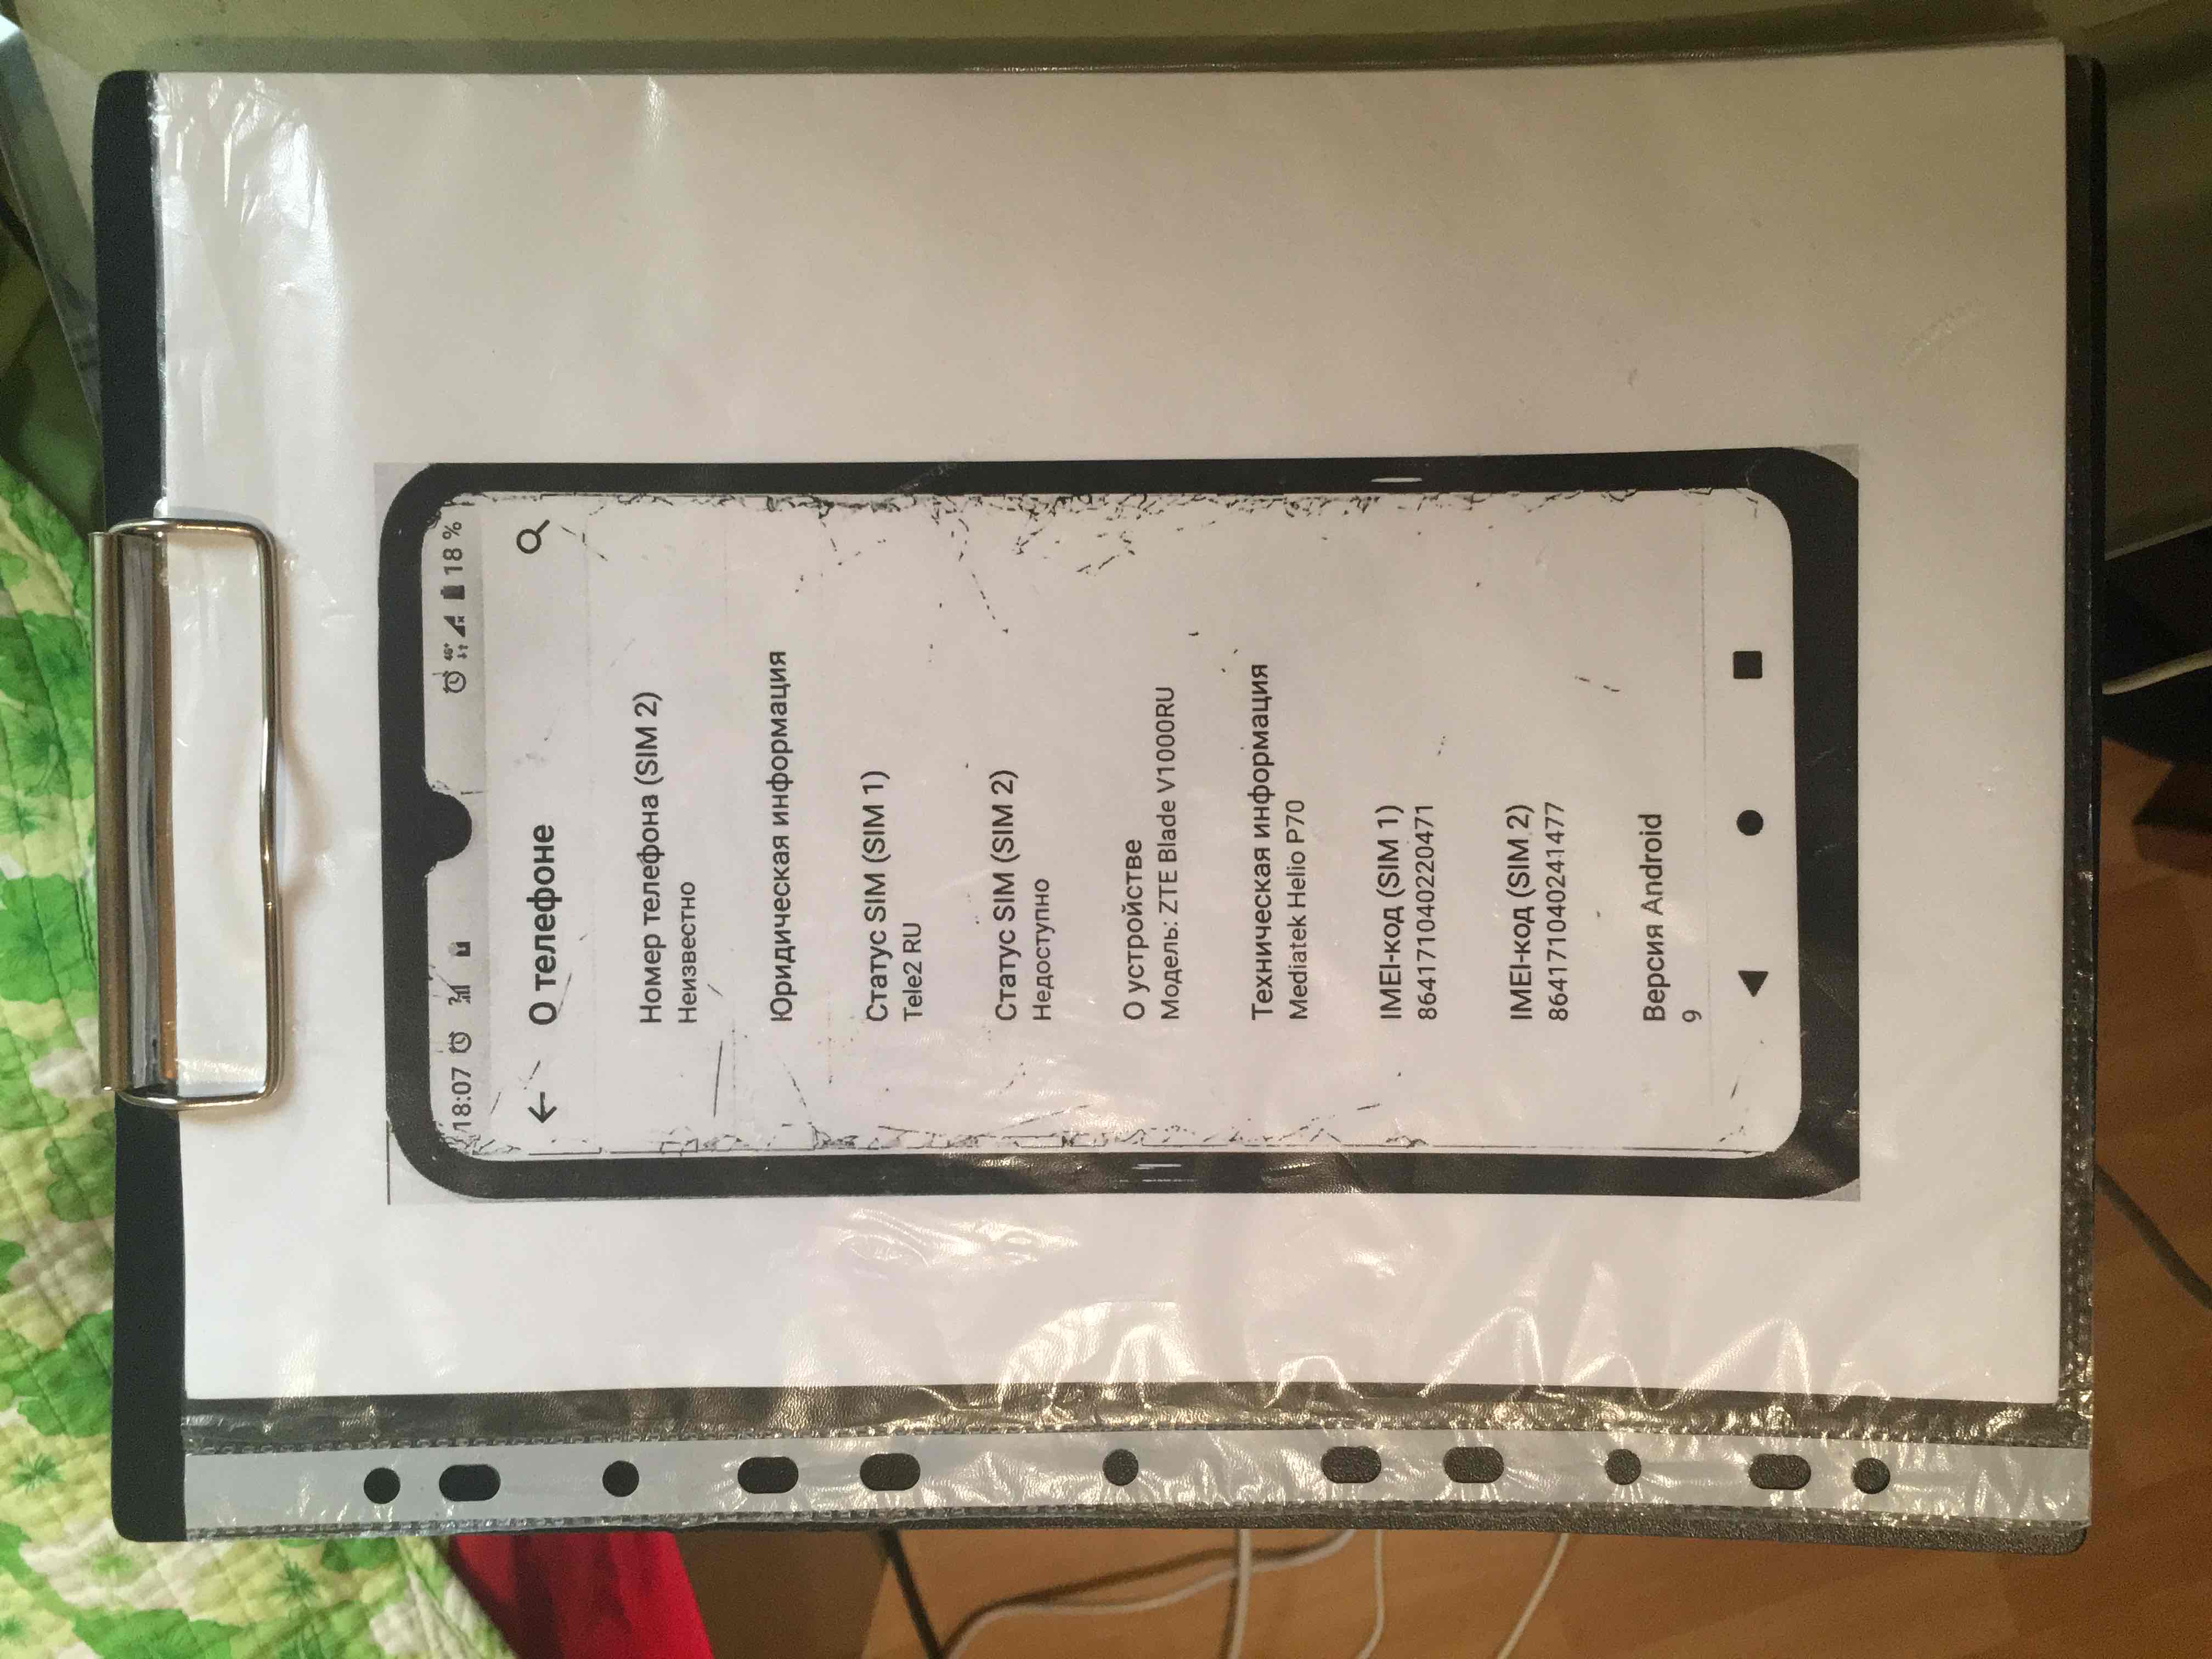 18:07
18 %
О телефоне
Номер телефона (SIM 2)
Неизвестно
Юридическая информация
Статус SIM (SIM 1)
Tele2 RU
Статус SIM (SIM 2)
Недоступно
О устройстве
Модель: ZTE Blade V1000RU
Техническая информация
Mediatek Helio P70
IMEI-код (SIM 1)
864171040220471
IMEI-код (SIM 2)
864171040241477
Версия Android
9